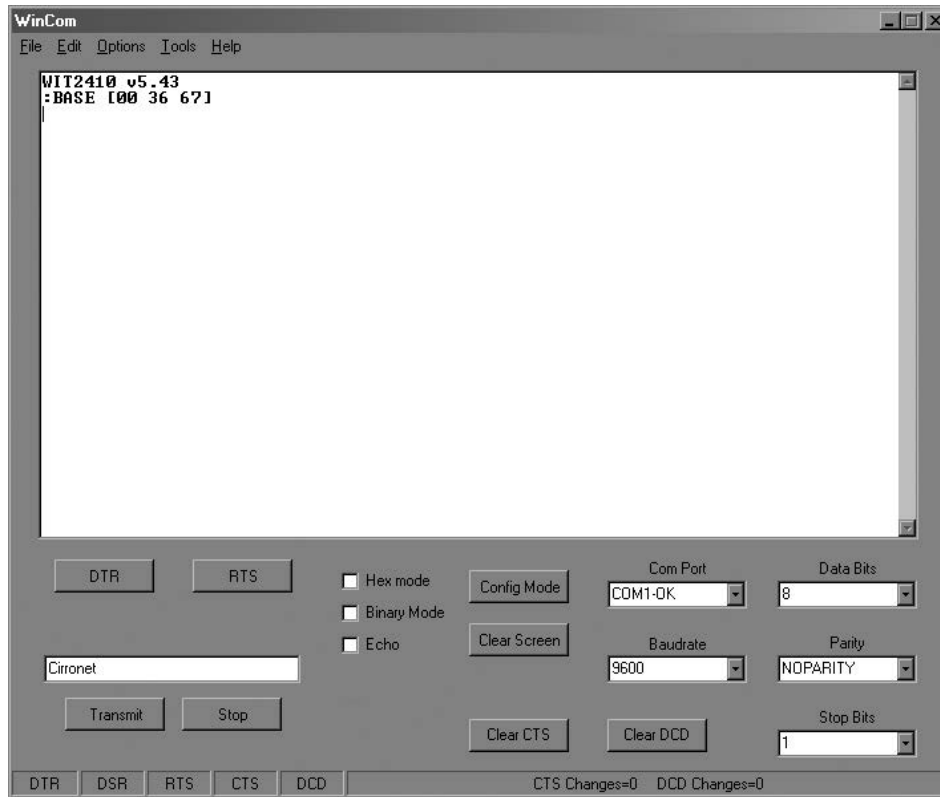 WinCom
File Edit Options Tools Help
WIT2410 v5.43
:BASE [00 36 67]
DTR RTS
Hex mode
Binary Mode
Echo
Config Mode
Clear Screen
Com Port
COM1-OK
Data Bits
8
Baudrate
9600
Parity
NOPARITY
Cirronet
Transmit Stop
Clear CTS Clear DCD
Stop Bits
1
DTR DSR RTS CTS DCD CTS Changes=0 DCD Changes=0